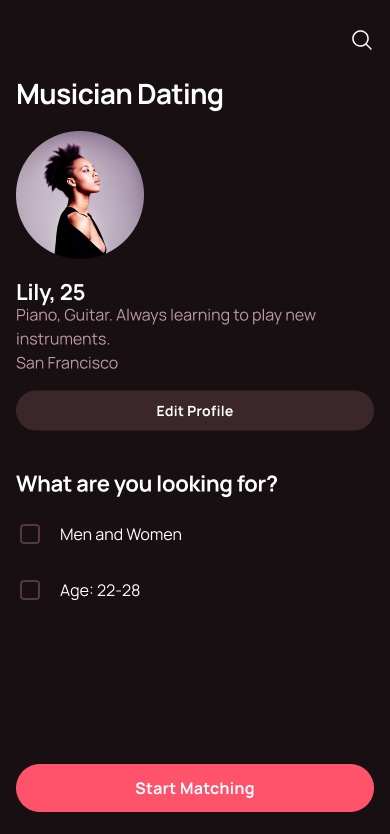 Musician Dating
Lily, 25
Piano, Guitar. Always learning to play new
instruments.
San Francisco
Edit Profile
What are you looking for?
Men and Women
Age: 22-28
Start Matching